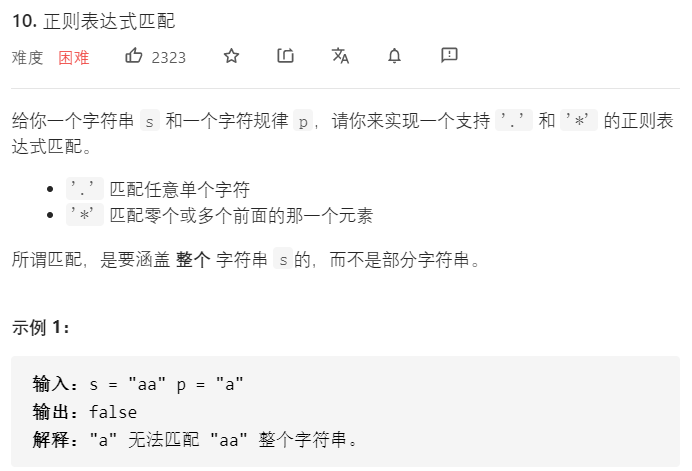 10. 正则表达式匹配
难度 困难 2323
给你一个字符串 s 和一个字符规律 p，请你来实现一个支持 '.' 和 '*' 的正则表
达式匹配。
• '.' 匹配任意单个字符
• '*' 匹配零个或多个前面的那一个元素
所谓匹配，是要涵盖 整个 字符串 s 的，而不是部分字符串。
示例 1：
输入：s = "aa" p = "a"
输出：false
解释："a" 无法匹配 "aa" 整个字符串。